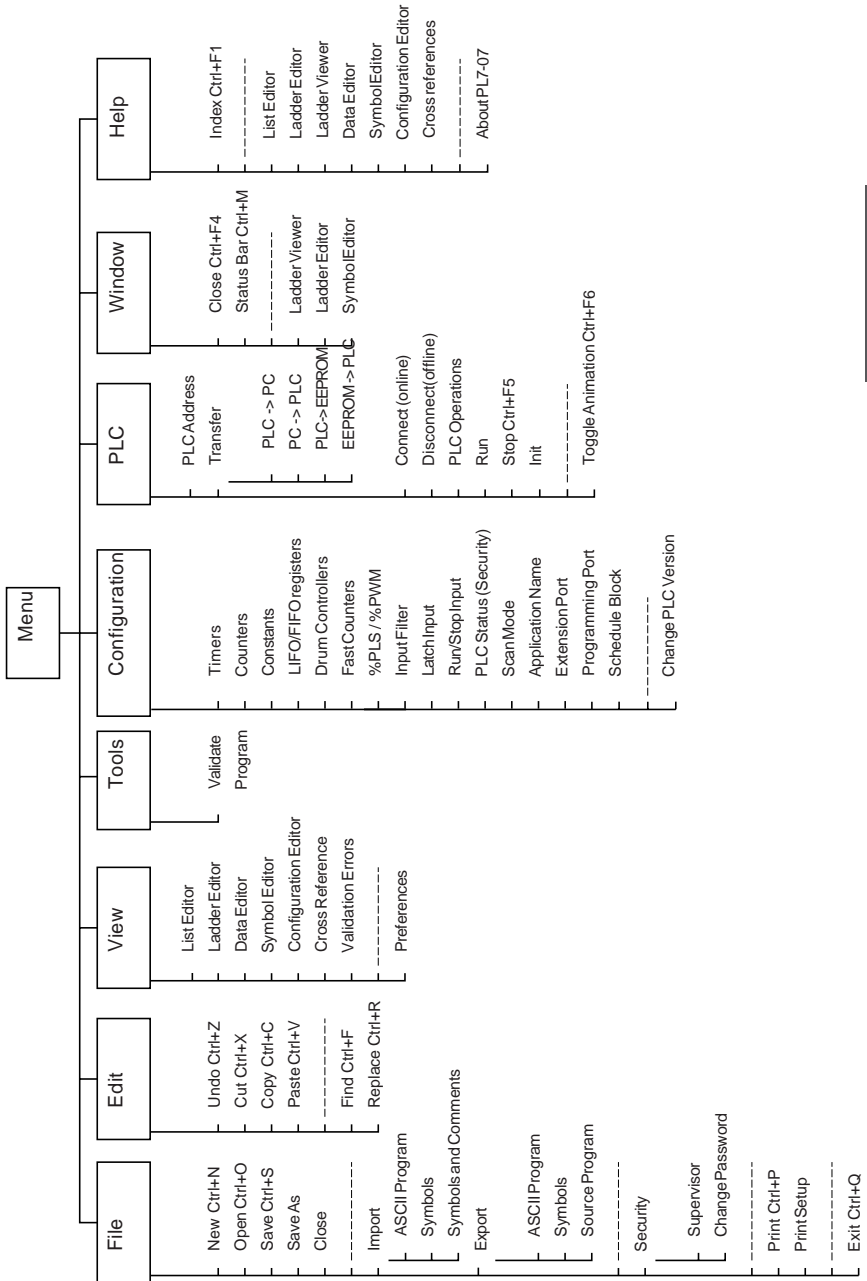 Menu
File
New Ctrl+N
Open Ctrl+O
Save Ctrl+S
Save As
Close
Import
ASCII Program
Symbols
Symbols and Comments
Export
ASCII Program
Symbols
Source Program
Security
Supervisor
Change Password
Print Ctrl+P
Print Setup
Exit Ctrl+Q
Edit
Undo Ctrl+Z
Cut Ctrl+X
Copy Ctrl+C
Paste Ctrl+V
Find Ctrl+F
Replace Ctrl+R
View
List Editor
Ladder Editor
Data Editor
Symbol Editor
Configuration Editor
Cross Reference
Validation Errors
Preferences
Tools
Validate
Program
Configuration
Timers
Counters
Constants
LIFO/FIFO registers
Drum Controllers
Fast Counters
%PLS / %PWM
Input Filter
Latch Input
Run/Stop Input
PLC Status (Security)
Scan Mode
Application Name
Extension Port
Programming Port
Schedule Block
Change PLC Version
PLC
PLC Address
Transfer
PLC -> PC
PC -> PLC
PLC->EEPROM
EEPROM -> PLC
Connect (online)
Disconnect (offline)
PLC Operations
Run
Stop Ctrl+F5
Init
Toggle Animation Ctrl+F6
Window
Close Ctrl+F4
Status Bar Ctrl+M
Ladder Viewer
Ladder Editor
Symbol Editor
Help
Index Ctrl+F1
List Editor
Ladder Editor
Ladder Viewer
Data Editor
Symbol Editor
Configuration Editor
Cross references
About PL7-07